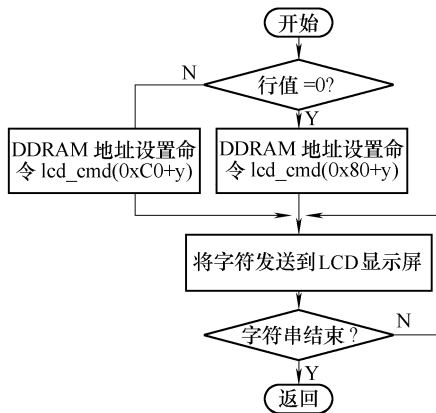 开始
N
行值=0?
Y
DDRAM 地址设置命
令 lcd_cmd(0xC0+y)
DDRAM 地址设置命
令 lcd_cmd(0x80+y)
将字符发送到LCD显示屏
字符串结束?
N
Y
返回